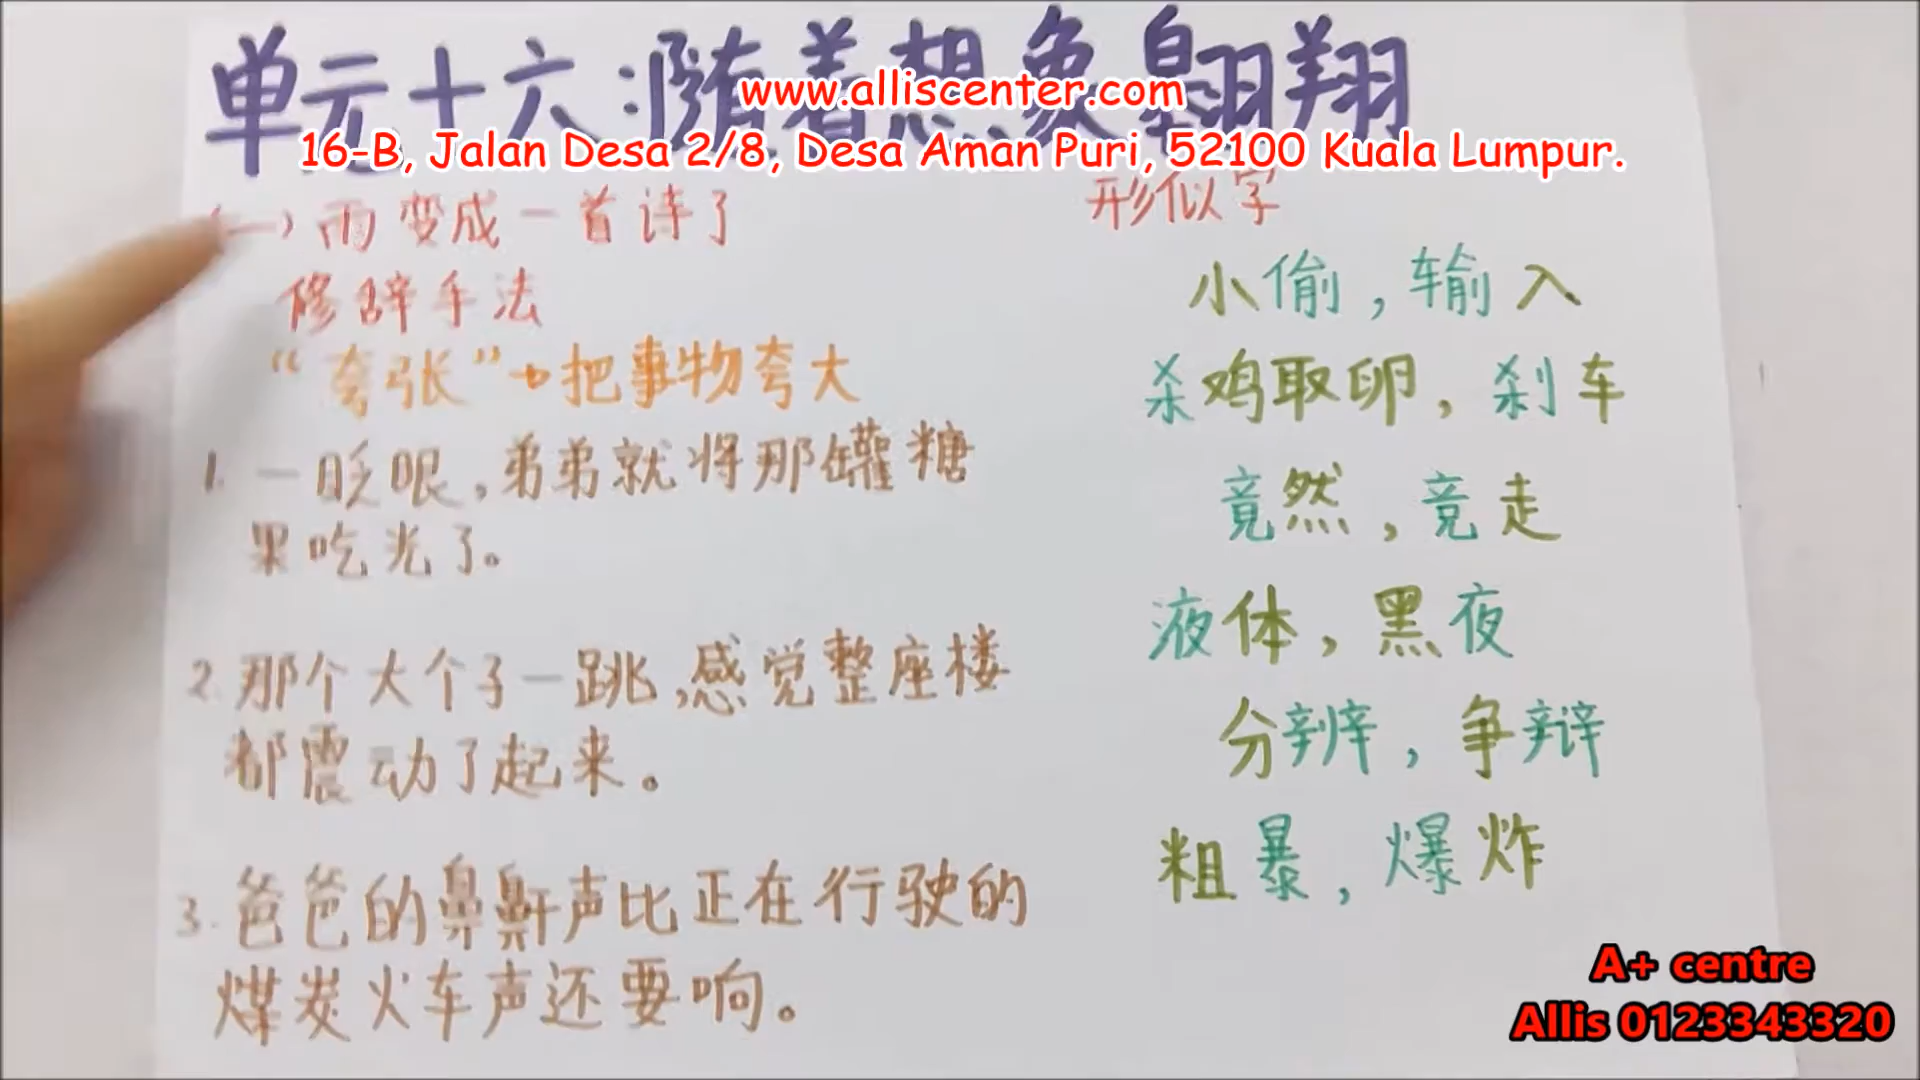 单元十六:随着想象翱翔
www.alliscenter.com
16-B, Jalan Desa 2/8, Desa Aman Puri, 52100 Kuala Lumpur.
(一) 雨变成一首诗了
修辞手法
“夸张”→把事物夸大
1. 一眨眼,弟弟就将那罐糖
果吃光了。
2. 那个大个子一跳,感觉整座楼
都震动了起来。
3. 爸爸的鼻鼾声比正在行驶的
煤炭火车声还要响。
形似字
小偷,输入
杀鸡取卵,刹车
竟然,竞走
液体,黑夜
分辨,争辩
粗暴,爆炸
A+ centre
Allis 0123343320